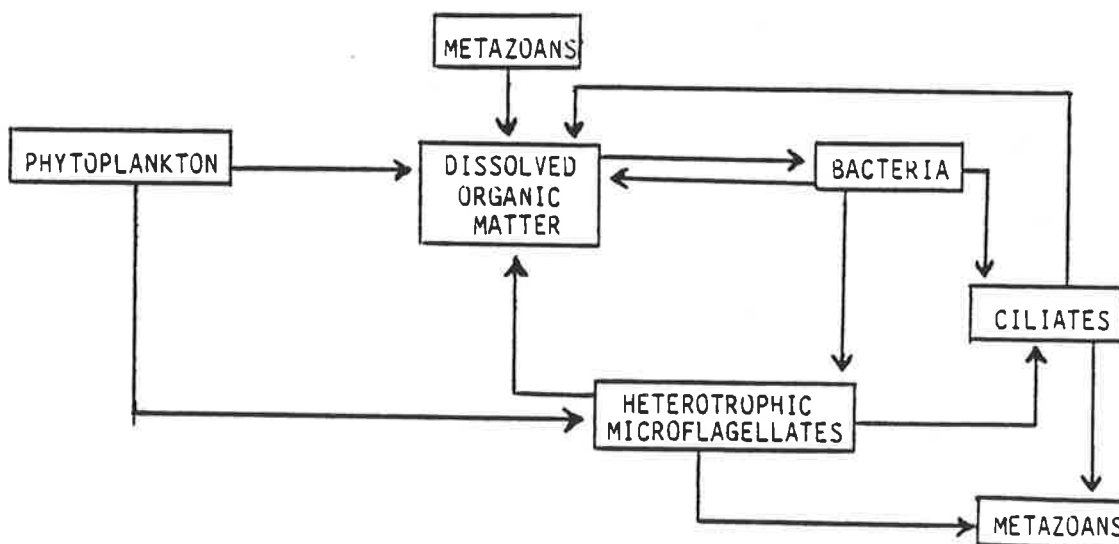 METAZOANS
PHYTOPLANKTON
DISSOLVED
ORGANIC
MATTER
BACTERIA
CILIATES
HETEROTROPHIC
MICROFLAGELLATES
METAZOANS